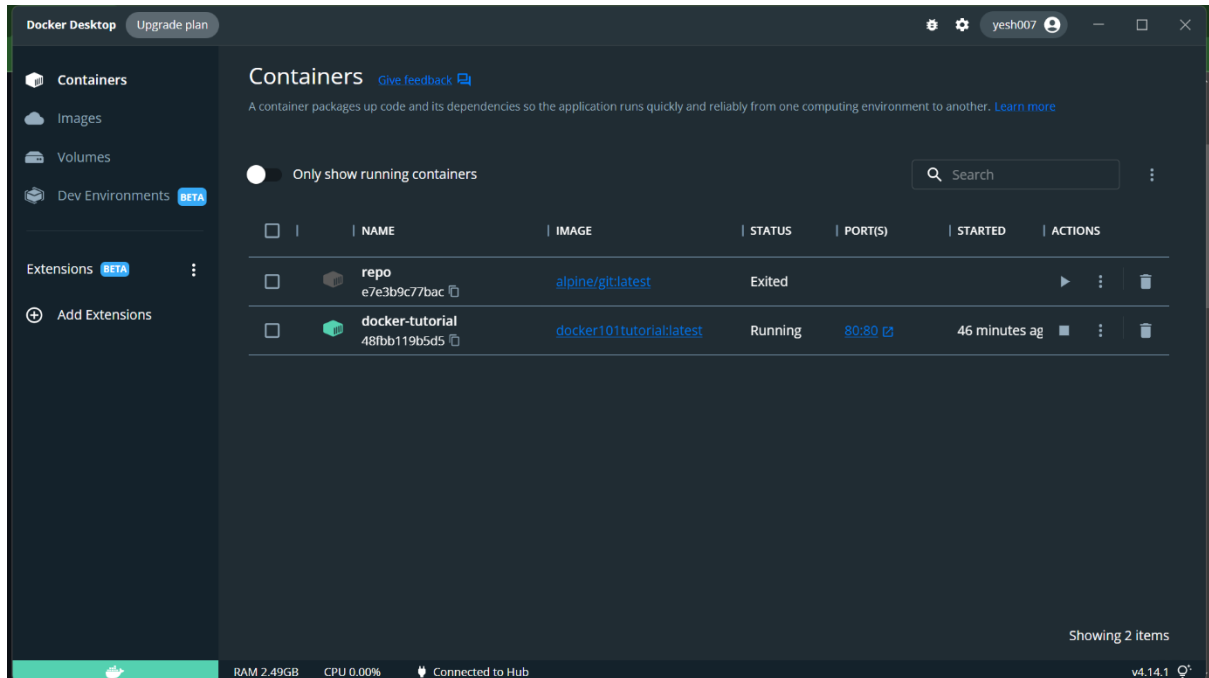 Docker Desktop Upgrade plan yesh007
Containers
Images
Volumes
Dev Environments BETA
Extensions BETA
Add Extensions
Containers Give feedback
A container packages up code and its dependencies so the application runs quickly and reliably from one computing environment to another. Learn more
Only show running containers Search
NAME IMAGE STATUS PORT(S) STARTED ACTIONS
repo
e7e3b9c77bac alpine/git:latest Exited
docker-tutorial
48fbb119b5d5 docker101tutorial:latest Running 80:80 46 minutes ag
Showing 2 items
RAM 2.49GB CPU 0.00% Connected to Hub v4.14.1